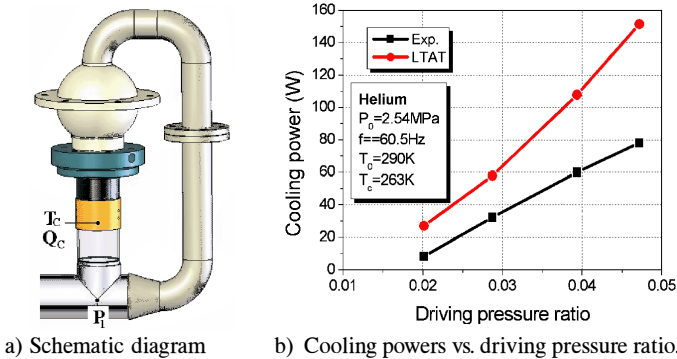 T_C
Q_C
P_1
a) Schematic diagram
160
140
120
100
80
60
40
20
0
Cooling power (W)
Exp.
LTAT
Helium
P_0=2.54MPa
f==60.5Hz
T_0=290K
T_c=263K
0.01 0.02 0.03 0.04 0.05
Driving pressure ratio
b) Cooling powers vs. driving pressure ratio.